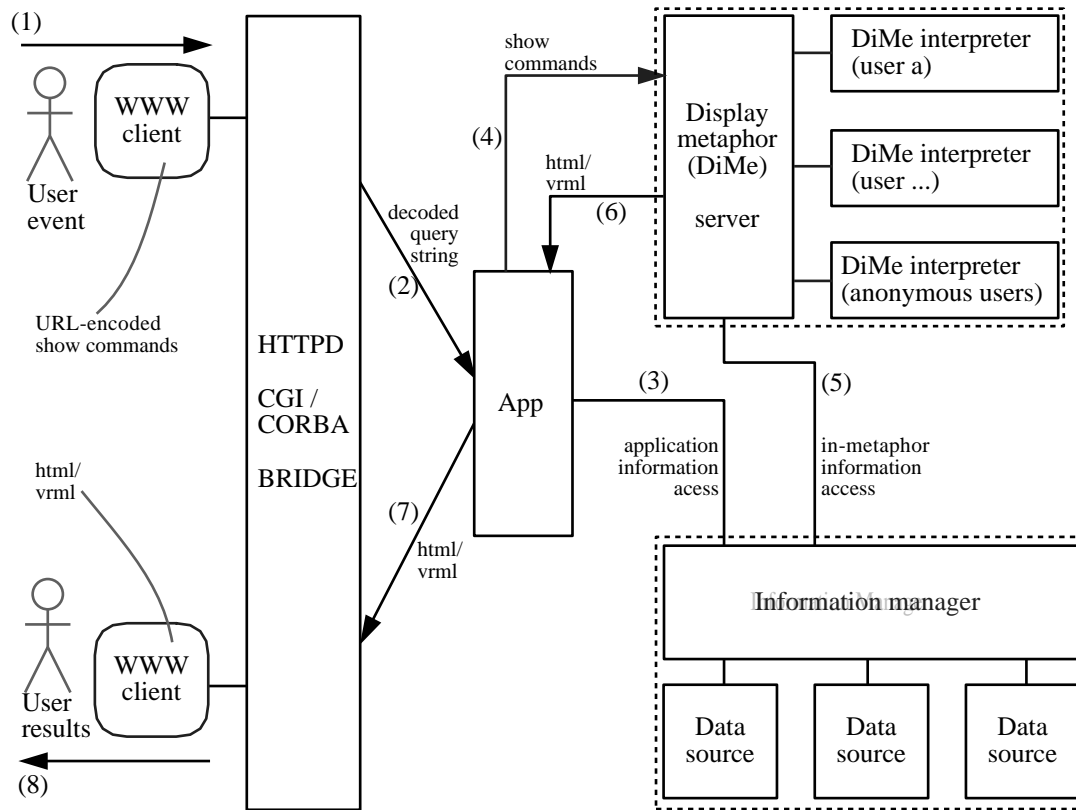 (1)
WWW
client
User
event
URL-encoded
show commands
HTTPD
CGI /
CORBA
BRIDGE
decoded
query
string
(2)
App
show
commands
(4)
html/
vrml
(6)
Display
metaphor
(DiMe)
server
DiMe interpreter
(user a)
DiMe interpreter
(user ...)
DiMe interpreter
(anonymous users)
(3)
application
information
acess
(5)
in-metaphor
information
access
Information manager
Data
source
Data
source
Data
source
(7)
html/
vrml
html/
vrml
WWW
client
User
results
(8)